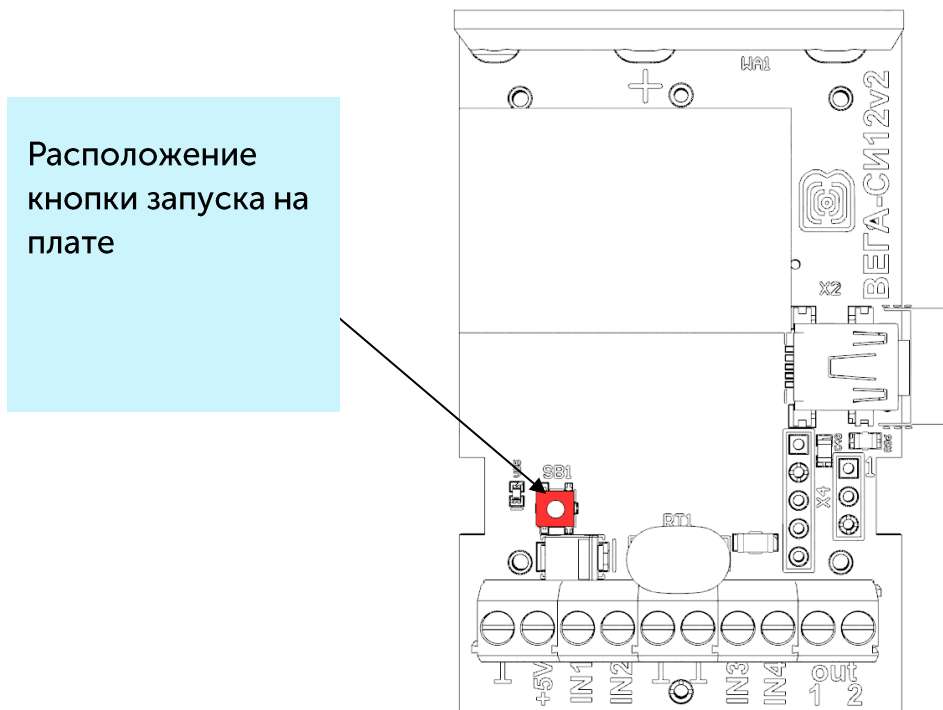 Расположение
кнопки запуска на
плате
WA1
+
ВЕГА-СИ12v2
X2
SB1
X4
1
RT1
+5V
IN1
IN2
IN3
IN4
out
1 2